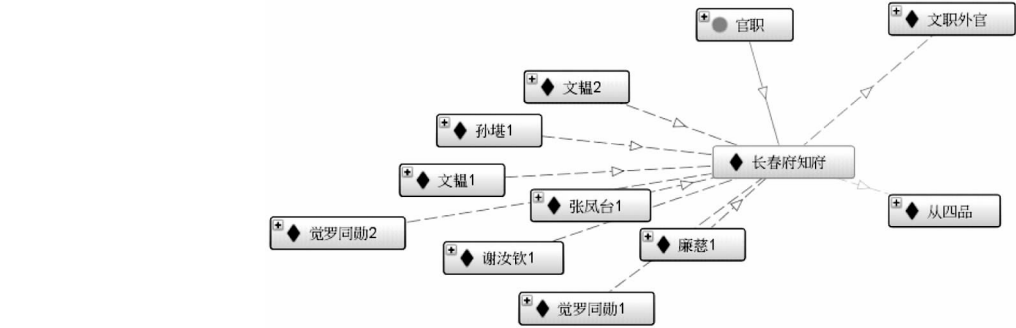 官职
文职外官
文韫2
孙堪1
长春府知府
文韫1
张凤台1
从四品
觉罗同勋2
廉慈1
谢汝钦1
觉罗同勋1